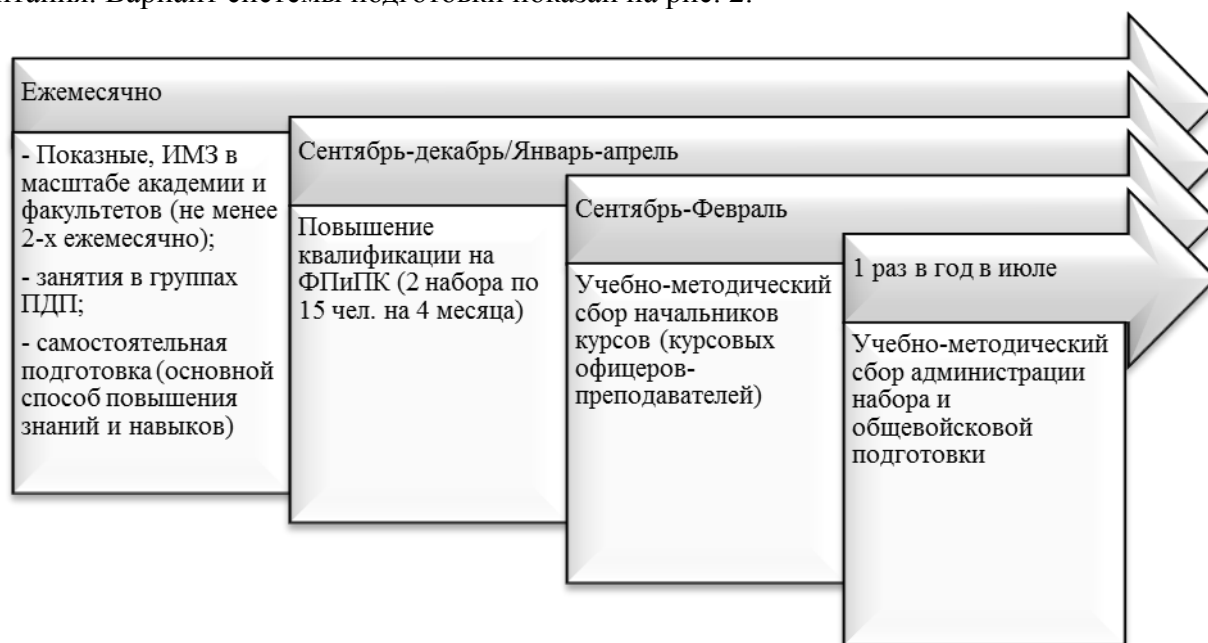 Вариант системы подготовки показан на рис. 2.
Ежемесячно
- Показные, ИМЗ в
масштабе академии и
факультетов (не менее
2-х ежемесячно);
- занятия в группах
ПДП;
- самостоятельная
подготовка (основной
способ повышения
знаний и навыков)
Сентябрь-декабрь/Январь-апрель
Повышение
квалификации на
ФПиПК (2 набора по
15 чел. на 4 месяца)
Сентябрь-Февраль
Учебно-методический
сбор начальников
курсов (курсовых
офицеров-
преподавателей)
1 раз в год в июле
Учебно-методический
сбор администрации
набора и
общевойсковой
подготовки